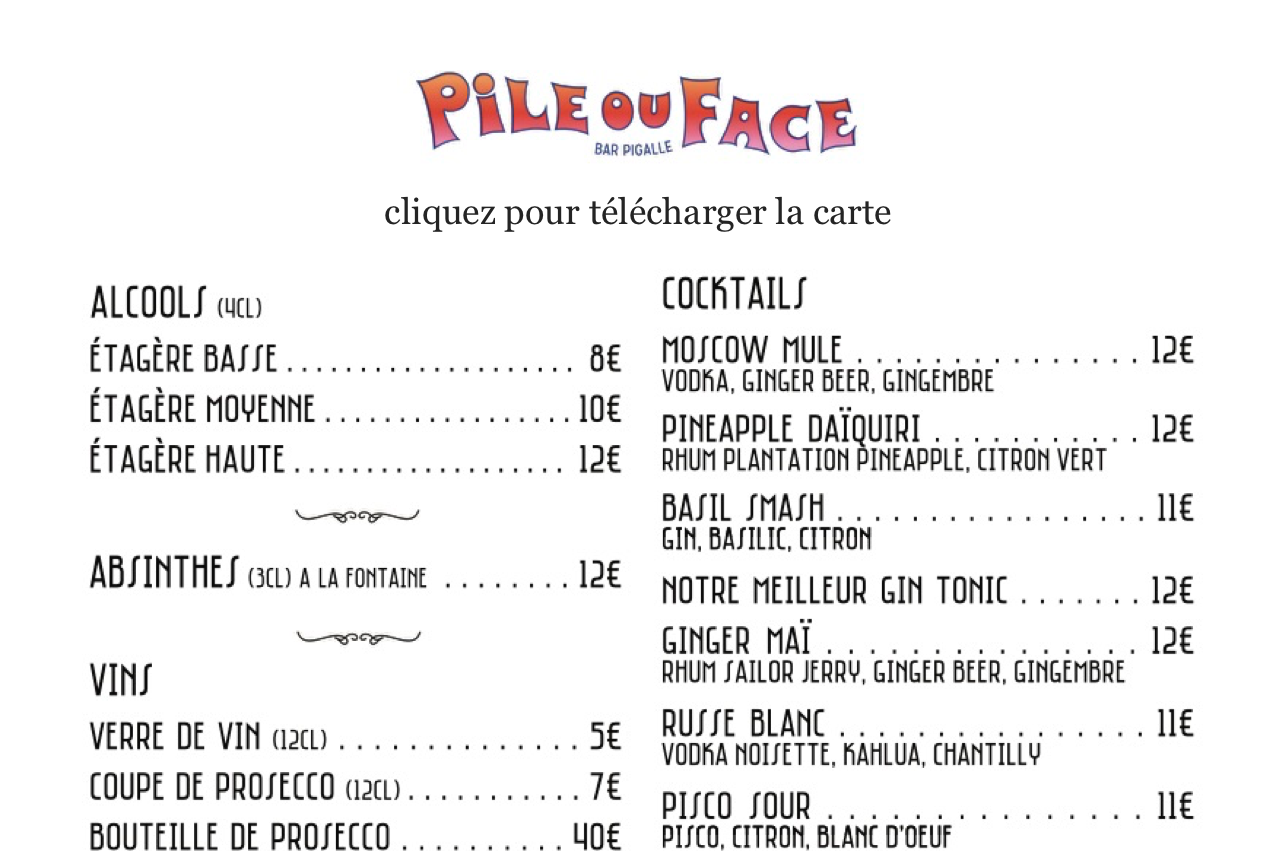 PILE OU FACE
BAR PIGALLE
cliquez pour télécharger la carte
ALCOOLS (4CL)
ÉTAGÈRE BASSE . . . . . . . . . . . . . . . . . . . . 8€
ÉTAGÈRE MOYENNE . . . . . . . . . . . . . . . . . 10€
ÉTAGÈRE HAUTE . . . . . . . . . . . . . . . . . . . 12€
ABSINTHES (3CL) A LA FONTAINE . . . . . . . . 12€
VINS
VERRE DE VIN (12CL) . . . . . . . . . . . . . . 5€
COUPE DE PROSECCO (12CL) . . . . . . . . . . . 7€
BOUTEILLE DE PROSECCO . . . . . . . . . . 40€
COCKTAILS
MOSCOW MULE . . . . . . . . . . . . . . . 12€
VODKA, GINGER BEER, GINGEMBRE
PINEAPPLE DAÏQUIRI . . . . . . . . . . 12€
RHUM PLANTATION PINEAPPLE, CITRON VERT
BASIL SMASH . . . . . . . . . . . . . . . . 11€
GIN, BASILIC, CITRON
NOTRE MEILLEUR GIN TONIC . . . . . . . 12€
GINGER MAÏ . . . . . . . . . . . . . . . . 12€
RHUM SAILOR JERRY, GINGER BEER, GINGEMBRE
RUSSE BLANC . . . . . . . . . . . . . . . . 11€
VODKA NOISETTE, KAHLUA, CHANTILLY
PISCO SOUR . . . . . . . . . . . . . . . . 11€
PISCO, CITRON, BLANC D'OEUF